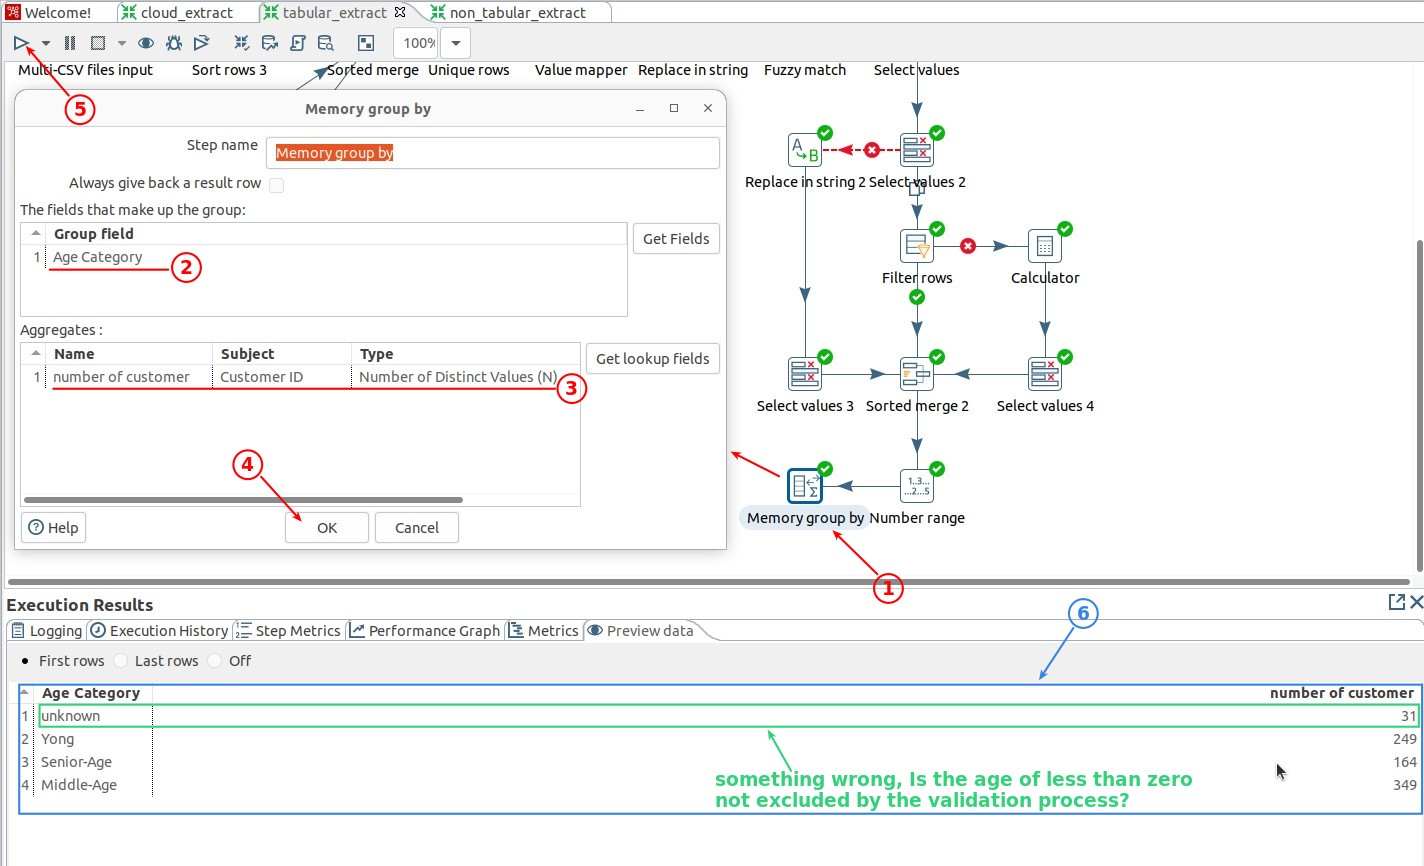 Welcome!
cloud_extract
tabular_extract
non_tabular_extract
100%
Multi-CSV files input
Sort rows 3
Sorted merge
Unique rows
Value mapper
Replace in string
Fuzzy match
Select values
5
Memory group by
Step name
Memory group by
Always give back a result row
The fields that make up the group:
Group field
Get Fields
1 Age Category
2
Aggregates :
Name Subject Type
Get lookup fields
1 number of customer Customer ID Number of Distinct Values (N)
3
4
Help
OK
Cancel
A
B
Replace in string 2
Select values 2
Filter rows
Calculator
Select values 3
Sorted merge 2
Select values 4
1..3...
...2...5
Memory group by
Number range
1
Execution Results
6
Logging
Execution History
Step Metrics
Performance Graph
Metrics
Preview data
First rows
Last rows
Off
Age Category number of customer
1 unknown 31
2 Yong 249
3 Senior-Age 164
4 Middle-Age 349
something wrong, Is the age of less than zero
not excluded by the validation process?